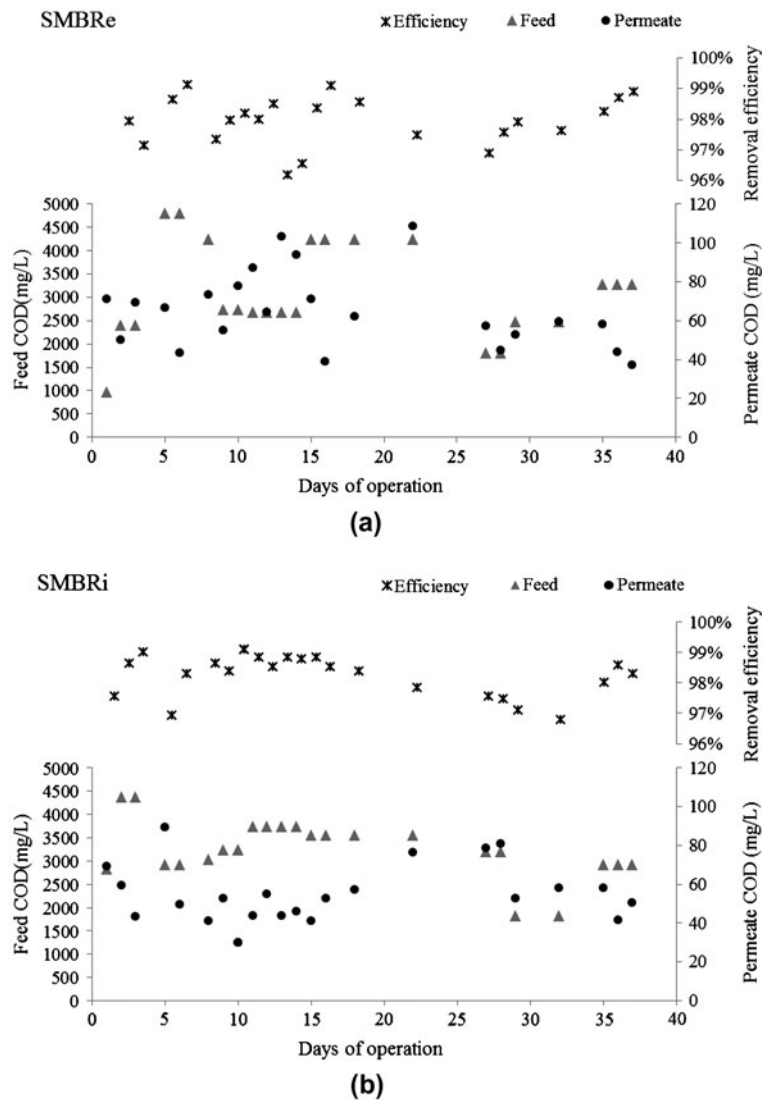 SMBRe
Efficiency Feed Permeate
100%
99%
98%
97%
96%
Removal efficiency
5000
4500
4000
3500
3000
2500
2000
1500
1000
500
0
Feed COD(mg/L)
120
100
80
60
40
20
0
Permeate COD (mg/L)
0 5 10 15 20 25 30 35 40
Days of operation
(a)
SMBRi
Efficiency Feed Permeate
100%
99%
98%
97%
96%
Removal efficiency
5000
4500
4000
3500
3000
2500
2000
1500
1000
500
0
Feed COD(mg/L)
120
100
80
60
40
20
0
Permeate COD (mg/L)
0 5 10 15 20 25 30 35 40
Days of operation
(b)